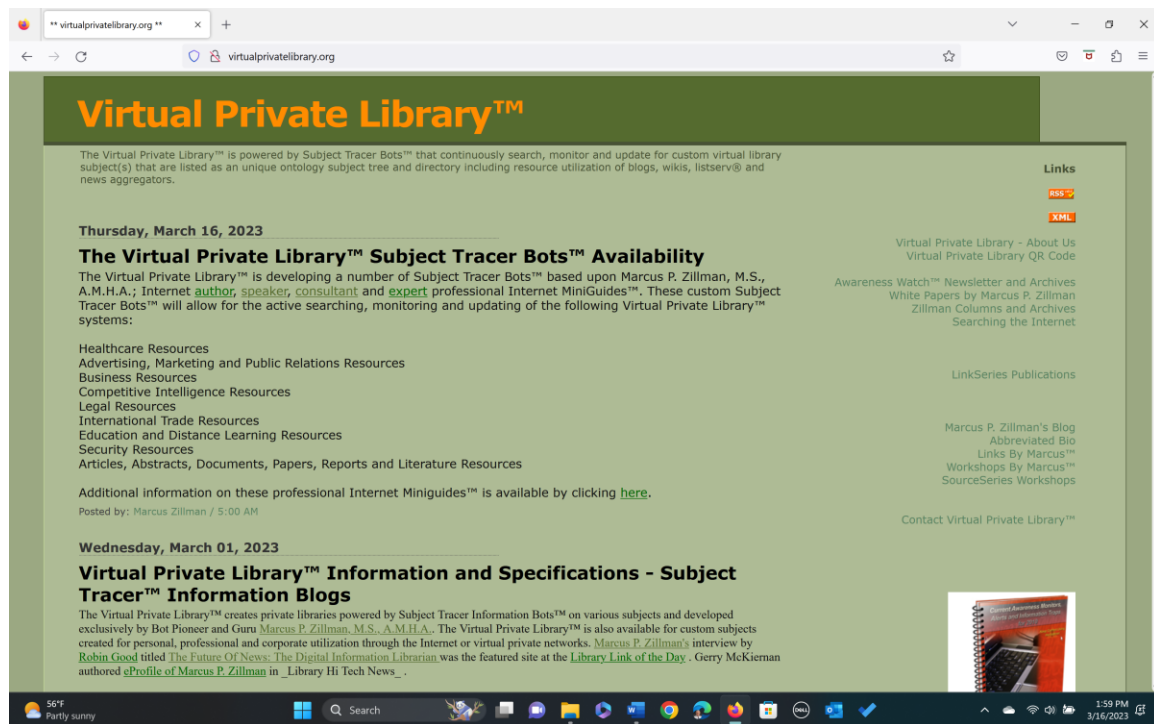 ** virtualprivatelibrary.org **
virtualprivatelibrary.org
Virtual Private Library™
The Virtual Private Library™ is powered by Subject Tracer Bots™ that continuously search, monitor and update for custom virtual library
subject(s) that are listed as an unique ontology subject tree and directory including resource utilization of blogs, wikis, listserv® and
news aggregators.
Thursday, March 16, 2023
The Virtual Private Library™ Subject Tracer Bots™ Availability
The Virtual Private Library™ is developing a number of Subject Tracer Bots™ based upon Marcus P. Zillman, M.S.,
A.M.H.A.; Internet author, speaker, consultant and expert professional Internet MiniGuides™. These custom Subject
Tracer Bots™ will allow for the active searching, monitoring and updating of the following Virtual Private Library™
systems:
Healthcare Resources
Advertising, Marketing and Public Relations Resources
Business Resources
Competitive Intelligence Resources
Legal Resources
International Trade Resources
Education and Distance Learning Resources
Security Resources
Articles, Abstracts, Documents, Papers, Reports and Literature Resources
Additional information on these professional Internet Miniguides™ is available by clicking here.
Posted by: Marcus Zillman / 5:00 AM
Wednesday, March 01, 2023
Virtual Private Library™ Information and Specifications - Subject
Tracer™ Information Blogs
The Virtual Private Library™ creates private libraries powered by Subject Tracer Information Bots™ on various subjects and developed
exclusively by Bot Pioneer and Guru Marcus P. Zillman, M.S., A.M.H.A.. The Virtual Private Library™ is also available for custom subjects
created for personal, professional and corporate utilization through the Internet or virtual private networks. Marcus P. Zillman's interview by
Robin Good titled The Future Of News: The Digital Information Librarian was the featured site at the Library Link of the Day . Gerry McKiernan
authored eProfile of Marcus P. Zillman in _Library Hi Tech News_ .
Links
RSS
XML
Virtual Private Library - About Us
Virtual Private Library QR Code
Awareness Watch™ Newsletter and Archives
White Papers by Marcus P. Zillman
Zillman Columns and Archives
Searching the Internet
LinkSeries Publications
Marcus P. Zillman's Blog
Abbreviated Bio
Links By Marcus™
Workshops By Marcus™
SourceSeries Workshops
Contact Virtual Private Library™
56°F
Partly sunny
Search
DELL
1:59 PM
3/16/2023